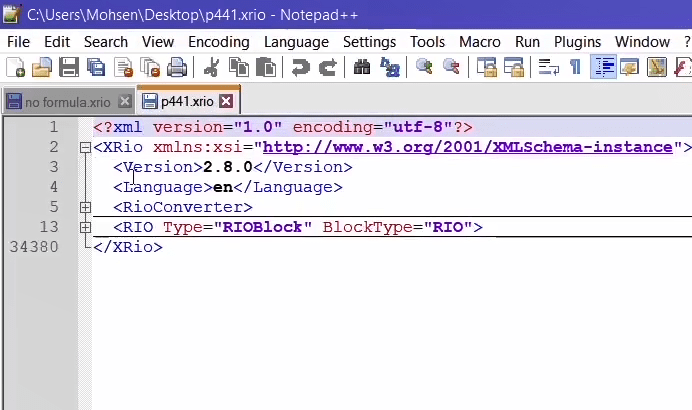 C:\Users\Mohsen\Desktop\p441.xrio - Notepad++
File Edit Search View Encoding Language Settings Tools Macro Run Plugins Window ?
no formula.xrio p441.xrio
1 <?xml version="1.0" encoding="utf-8"?>
2 <XRio xmlns:xsi="http://www.w3.org/2001/XMLSchema-instance">
3 <Version>2.8.0</Version>
4 <Language>en</Language>
5 <RioConverter>
13 <RIO Type="RIOBlock" BlockType="RIO">
34380 </XRio>